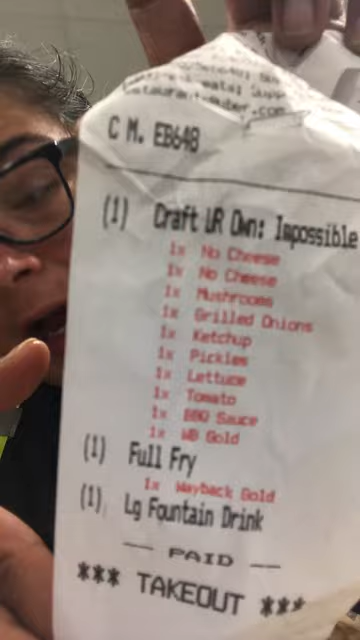 C M. EB648
(1) Craft UR Own: Impossible
1x No Cheese
1x No Cheese
1x Mushrooms
1x Grilled Onions
1x Ketchup
1x Pickles
1x Lettuce
1x Tomato
1x BBQ Sauce
1x WB Gold
(1) Full Fry
1x Wayback Gold
(1) Lg Fountain Drink
— PAID —
*** TAKEOUT ***